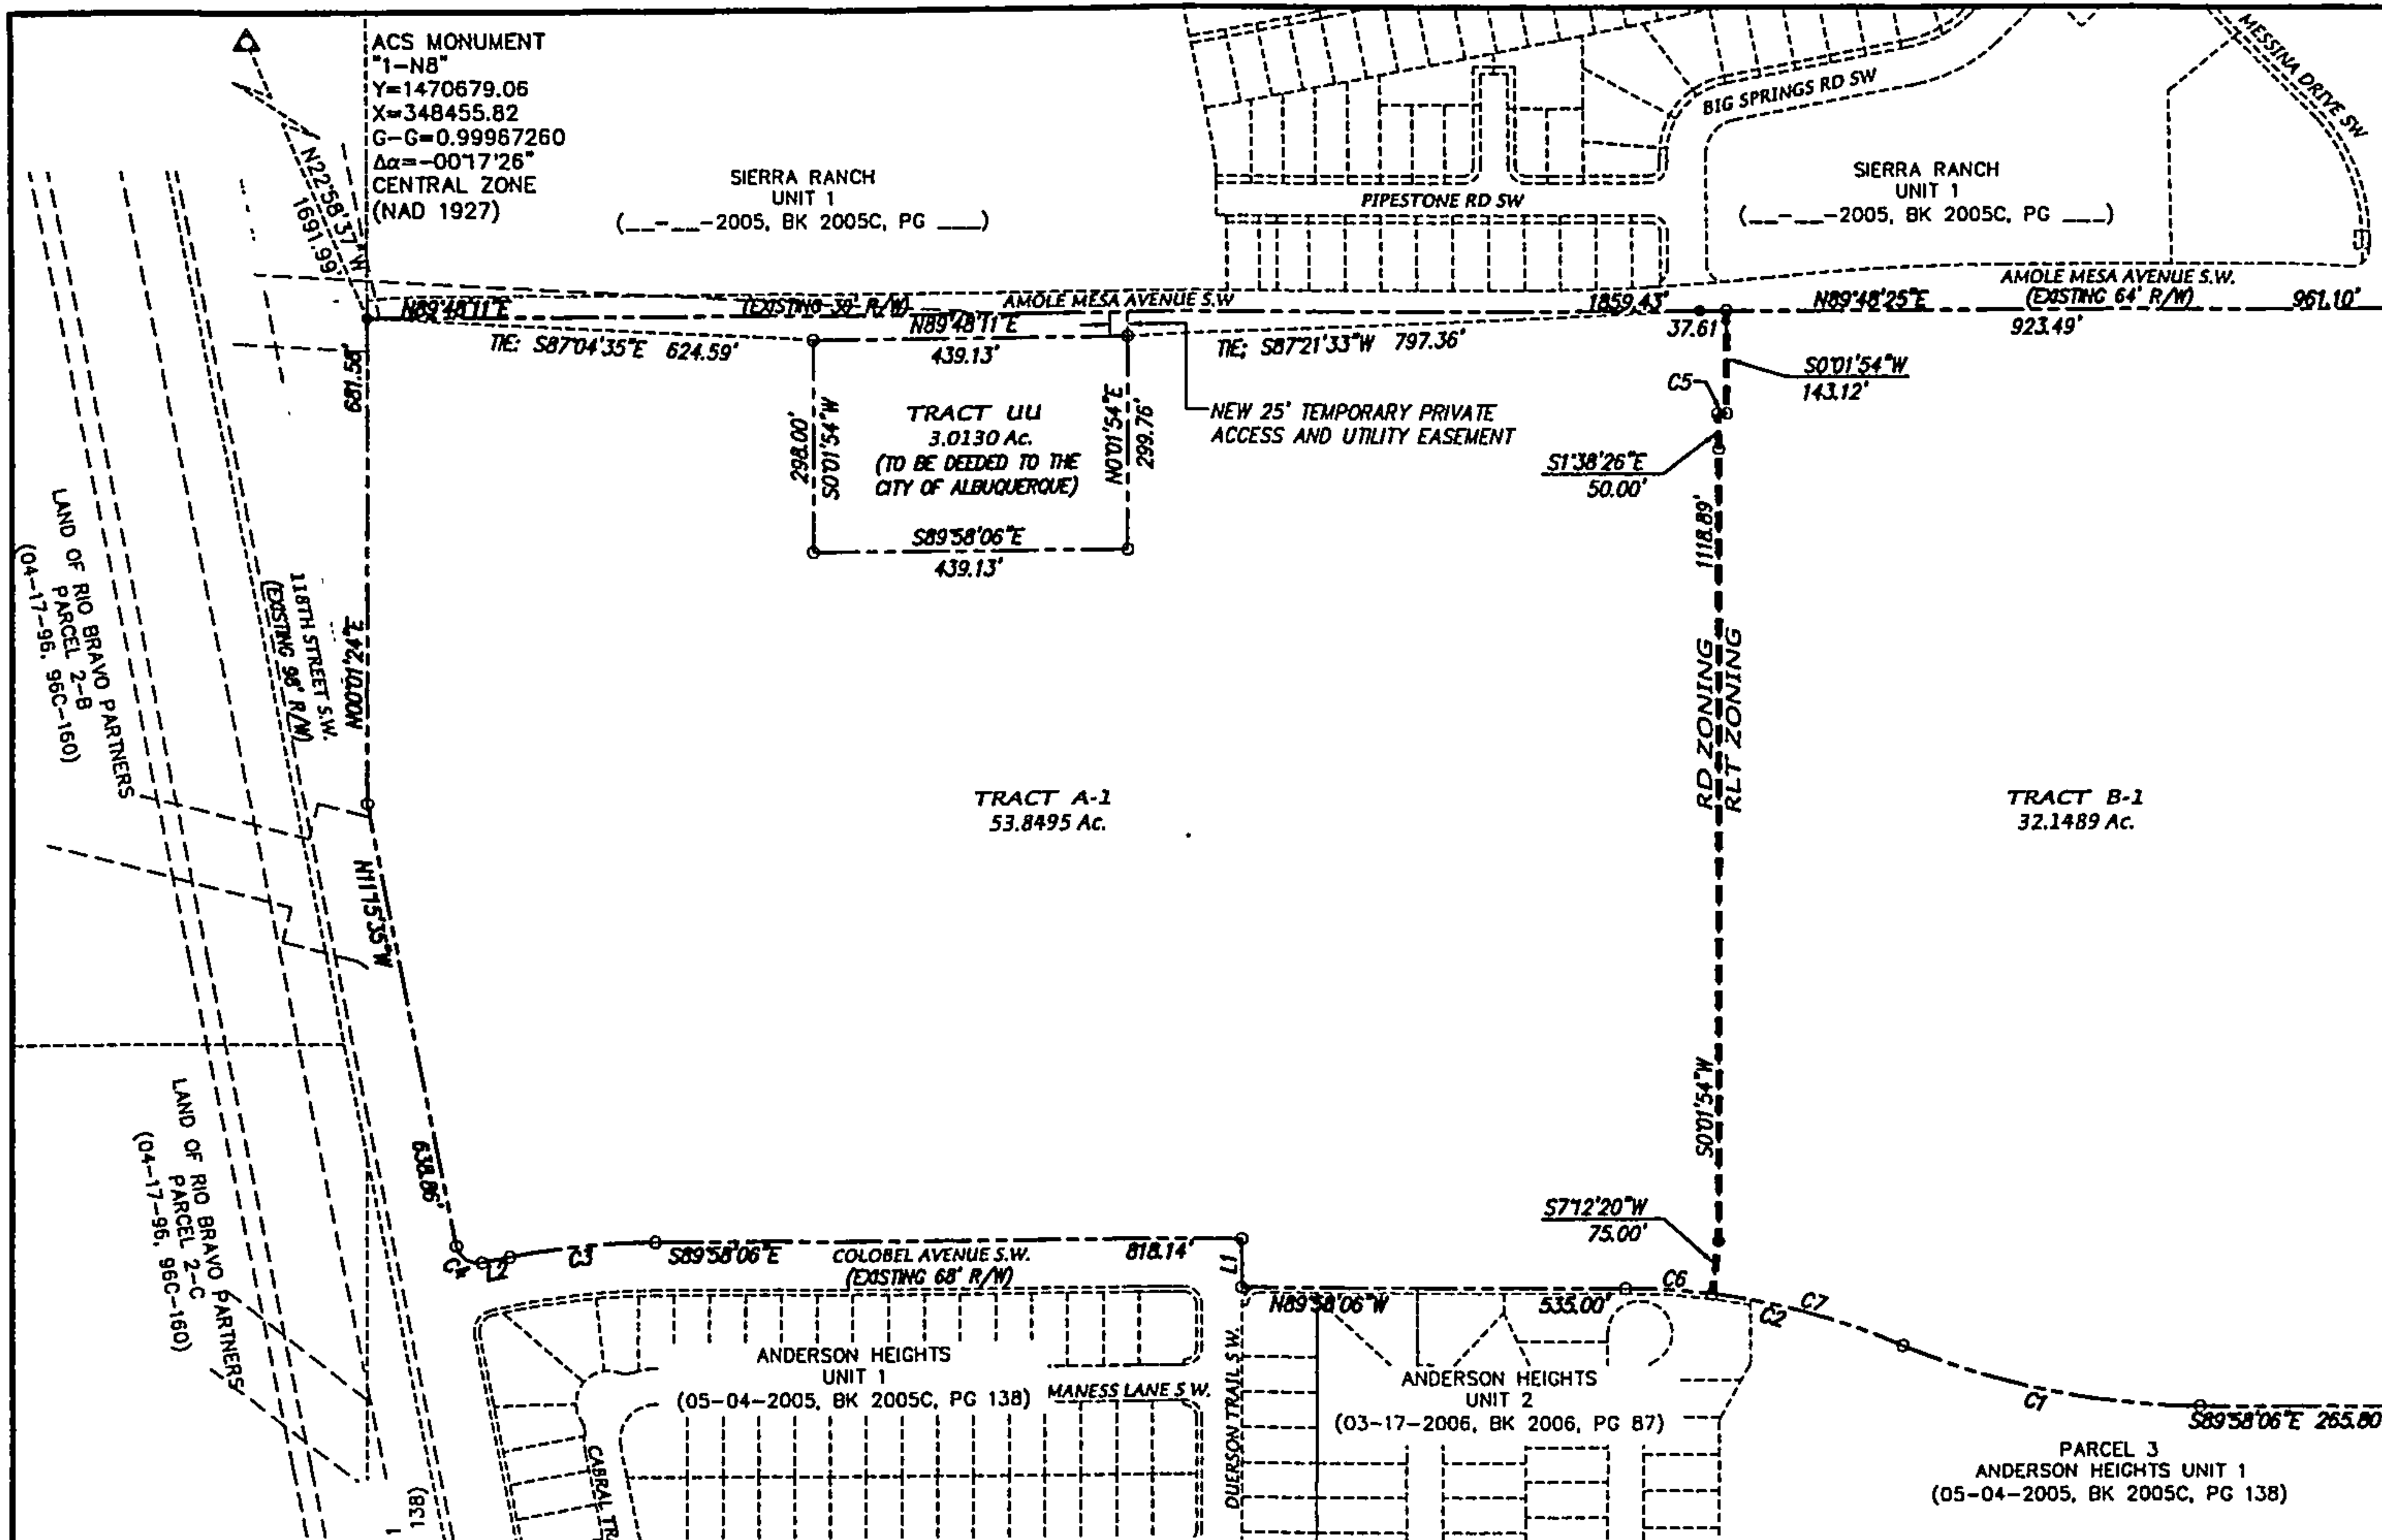 ACS MONUMENT
"1-N8"
Y=1470679.06
X=348455.82
G-G=0.99967260
Δα=-00°17'26"
CENTRAL ZONE
(NAD 1927)
N22°58'37"W
1691.99'
SIERRA RANCH
UNIT 1
(__-__-2005, BK 2005C, PG ___)
PIPESTONE RD SW
BIG SPRINGS RD SW
MESSINA DRIVE SW
SIERRA RANCH
UNIT 1
(__-__-2005, BK 2005C, PG ___)
N89°48'11"E
(EXISTING 30' R/W)
AMOLE MESA AVENUE S.W
1859.43'
N89°48'25"E
AMOLE MESA AVENUE S.W.
(EXISTING 64' R/W)
961.10'
TIE: S87°04'35"E 624.59'
N89°48'11"E
439.13'
TIE; S87°21'33"W 797.36'
37.61
923.49'
S0°01'54"W
143.12'
C5
681.58'
N00°01'24"E
298.00'
S0°01'54"W
TRACT UU
3.0130 Ac.
(TO BE DEEDED TO THE
CITY OF ALBUQUERQUE)
N0°01'54"E
299.76'
NEW 25' TEMPORARY PRIVATE
ACCESS AND UTILITY EASEMENT
S89°58'06"E
439.13'
S1°38'26"E
50.00'
1118.89'
RD ZONING
RLT ZONING
LAND OF RIO BRAVO PARTNERS
PARCEL 2-B
(04-17-96, 96C-160)
118TH STREET S.W.
(EXISTING 98' R/W)
TRACT A-1
53.8495 Ac.
TRACT B-1
32.1489 Ac.
N11°15'35"W
638.86'
S0°01'54"W
LAND OF RIO BRAVO PARTNERS
PARCEL 2-C
(04-17-96, 96C-160)
S7°12'20"W
75.00'
C4
L2
C3
S89°58'06"E
COLOBEL AVENUE S.W.
(EXISTING 68' R/W)
818.14'
L1
N89°58'06"W
535.00'
C6
C2
C7
C1
S89°58'06"E 265.80
ANDERSON HEIGHTS
UNIT 1
(05-04-2005, BK 2005C, PG 138)
MANESS LANE S.W.
DUERSON TRAIL S.W.
ANDERSON HEIGHTS
UNIT 2
(03-17-2006, BK 2006, PG 87)
PARCEL 3
ANDERSON HEIGHTS UNIT 1
(05-04-2005, BK 2005C, PG 138)
CABRAL TR
1
138)